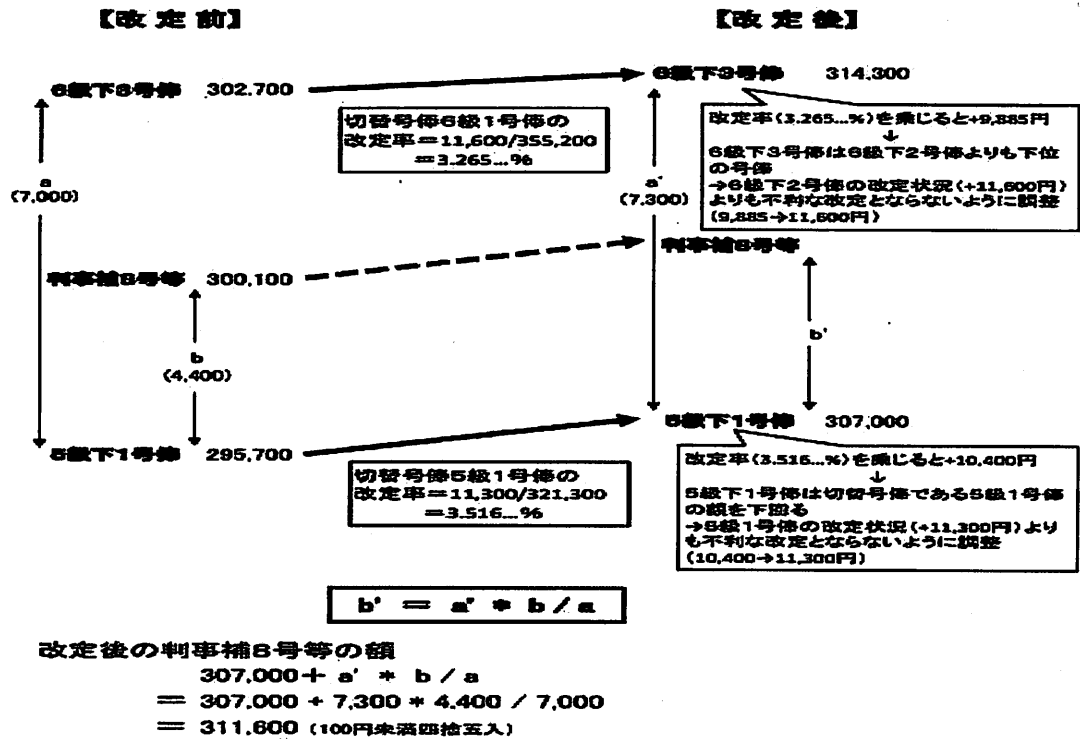 【改定前】
【改定後】
6級下3号俸 302,700
6級下3号俸 314,300
切替号俸6級1号俸の
改定率＝11,600/355,200
＝3.265...%
改定率(3.265...%)を乗じると+9,885円
↓
6級下3号俸は6級下2号俸よりも下位
の号俸
→6級下2号俸の改定状況(+11,600円)
よりも不利な改定とならないように調整
(9,885→11,600円)
a
(7,000)
a'
(7,300)
判事補8号等 300,100
判事補8号等
b
(4,400)
b'
5級下1号俸 295,700
5級下1号俸 307,000
切替号俸5級1号俸の
改定率＝11,300/321,300
＝3.516...%
改定率(3.516...%)を乗じると+10,400円
↓
5級下1号俸は切替号俸である5級1号俸
の額を下回る
→5級1号俸の改定状況(+11,300円)より
も不利な改定とならないように調整
(10,400→11,300円)
b' ＝ a' * b / a
改定後の判事補8号等の額
307,000＋ a' * b / a
＝ 307,000 + 7,300 * 4,400 / 7,000
＝ 311,600 (100円未満四捨五入)